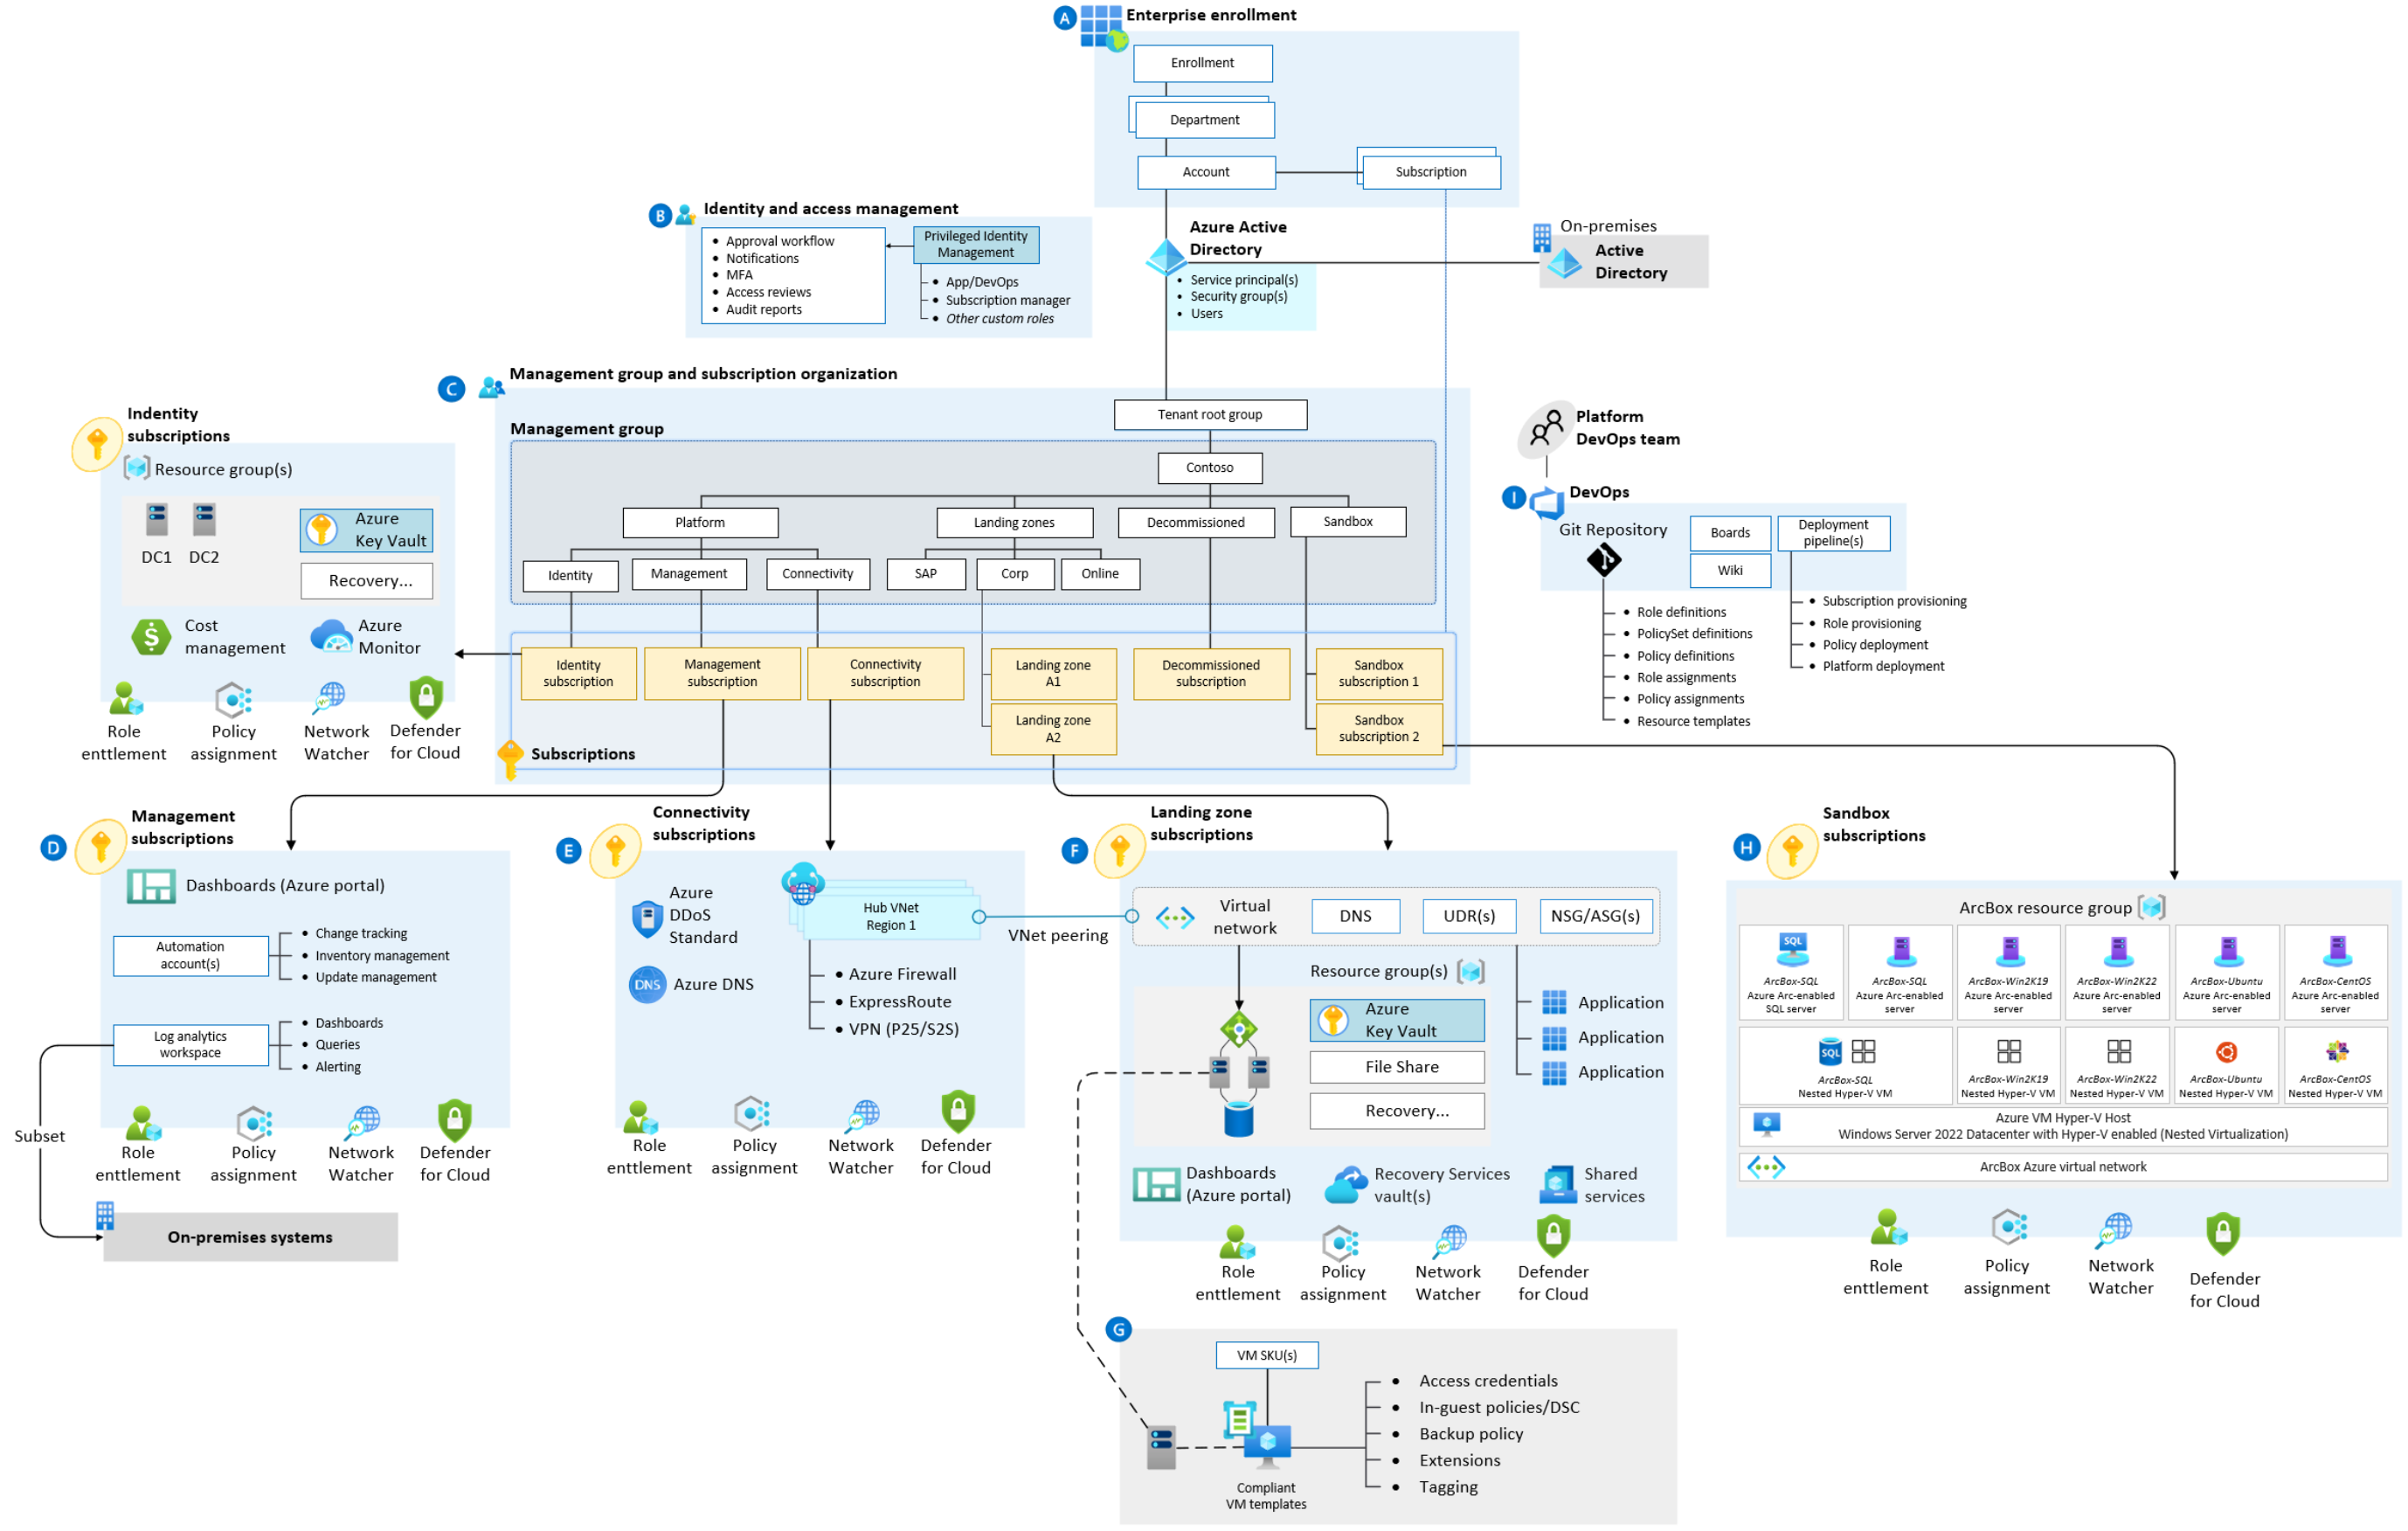 A
Enterprise enrollment
Enrollment
Department
Account
Subscription
B
Identity and access management
• Approval workflow
• Notifications
• MFA
• Access reviews
• Audit reports
Privileged Identity
Management
• App/DevOps
• Subscription manager
• Other custom roles
Azure Active
Directory
• Service principal(s)
• Security group(s)
• Users
On-premises
Active
Directory
C
Management group and subscription organization
Tenant root group
Management group
Contoso
Platform
Landing zones
Decommissioned
Sandbox
Identity
Management
Connectivity
SAP
Corp
Online
Identity
subscription
Management
subscription
Connectivity
subscription
Landing zone
A1
Landing zone
A2
Decommissioned
subscription
Sandbox
subscription 1
Sandbox
subscription 2
Subscriptions
Indentity
subscriptions
Resource group(s)
DC1
DC2
Azure
Key Vault
Recovery...
Cost
management
Azure
Monitor
Role
enttlement
Policy
assignment
Network
Watcher
Defender
for Cloud
Platform
DevOps team
I
DevOps
Git Repository
Boards
Wiki
Deployment
pipeline(s)
• Role definitions
• PolicySet definitions
• Policy definitions
• Role assignments
• Policy assignments
• Resource templates
• Subscription provisioning
• Role provisioning
• Policy deployment
• Platform deployment
D
Management
subscriptions
Dashboards (Azure portal)
Automation
account(s)
• Change tracking
• Inventory management
• Update management
Log analytics
workspace
• Dashboards
• Queries
• Alerting
Subset
Role
enttlement
Policy
assignment
Network
Watcher
Defender
for Cloud
On-premises systems
E
Connectivity
subscriptions
Azure
DDoS
Standard
DNS
Azure DNS
Hub VNet
Region 1
• Azure Firewall
• ExpressRoute
• VPN (P25/S2S)
VNet peering
Role
enttlement
Policy
assignment
Network
Watcher
Defender
for Cloud
F
Landing zone
subscriptions
Virtual
network
DNS
UDR(s)
NSG/ASG(s)
Resource group(s)
Azure
Key Vault
File Share
Recovery...
Application
Application
Application
Dashboards
(Azure portal)
Recovery Services
vault(s)
Shared
services
Role
enttlement
Policy
assignment
Network
Watcher
Defender
for Cloud
G
VM SKU(s)
Compliant
VM templates
• Access credentials
• In-guest policies/DSC
• Backup policy
• Extensions
• Tagging
H
Sandbox
subscriptions
ArcBox resource group
SQL
ArcBox-SQL
Azure Arc-enabled
SQL server
ArcBox-SQL
Azure Arc-enabled
server
ArcBox-Win2K19
Azure Arc-enabled
server
ArcBox-Win2K22
Azure Arc-enabled
server
ArcBox-Ubuntu
Azure Arc-enabled
server
ArcBox-CentOS
Azure Arc-enabled
server
SQL
ArcBox-SQL
Nested Hyper-V VM
ArcBox-Win2K19
Nested Hyper-V VM
ArcBox-Win2K22
Nested Hyper-V VM
ArcBox-Ubuntu
Nested Hyper-V VM
ArcBox-CentOS
Nested Hyper-V VM
Azure VM Hyper-V Host
Windows Server 2022 Datacenter with Hyper-V enabled (Nested Virtualization)
ArcBox Azure virtual network
Role
enttlement
Policy
assignment
Network
Watcher
Defender
for Cloud